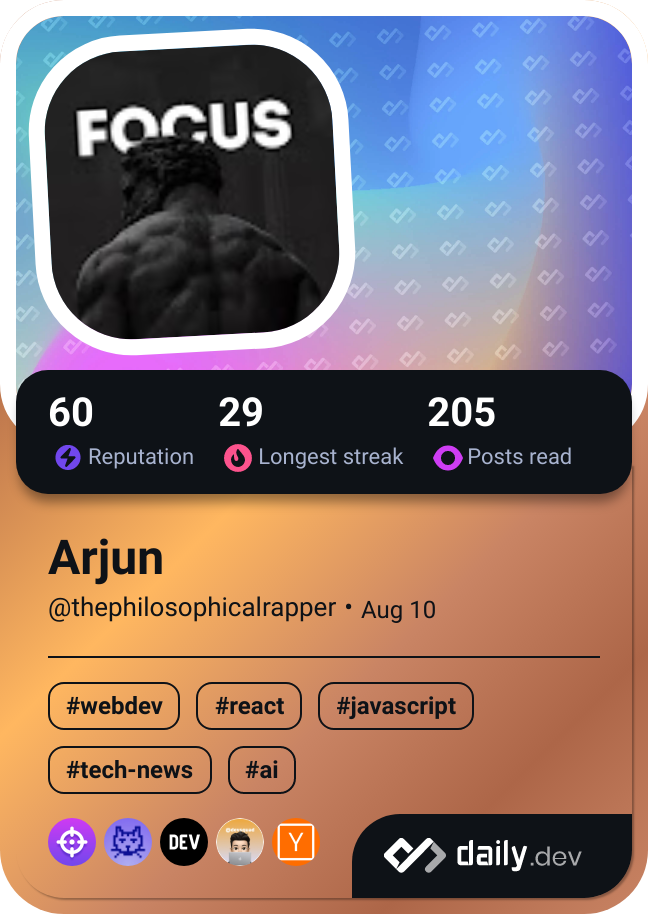 FOCUS
60 29 205
Reputation Longest streak Posts read
Arjun
@thephilosophicalrapper • Aug 10
#webdev #react #javascript
#tech-news #ai
DEV Y
daily.dev